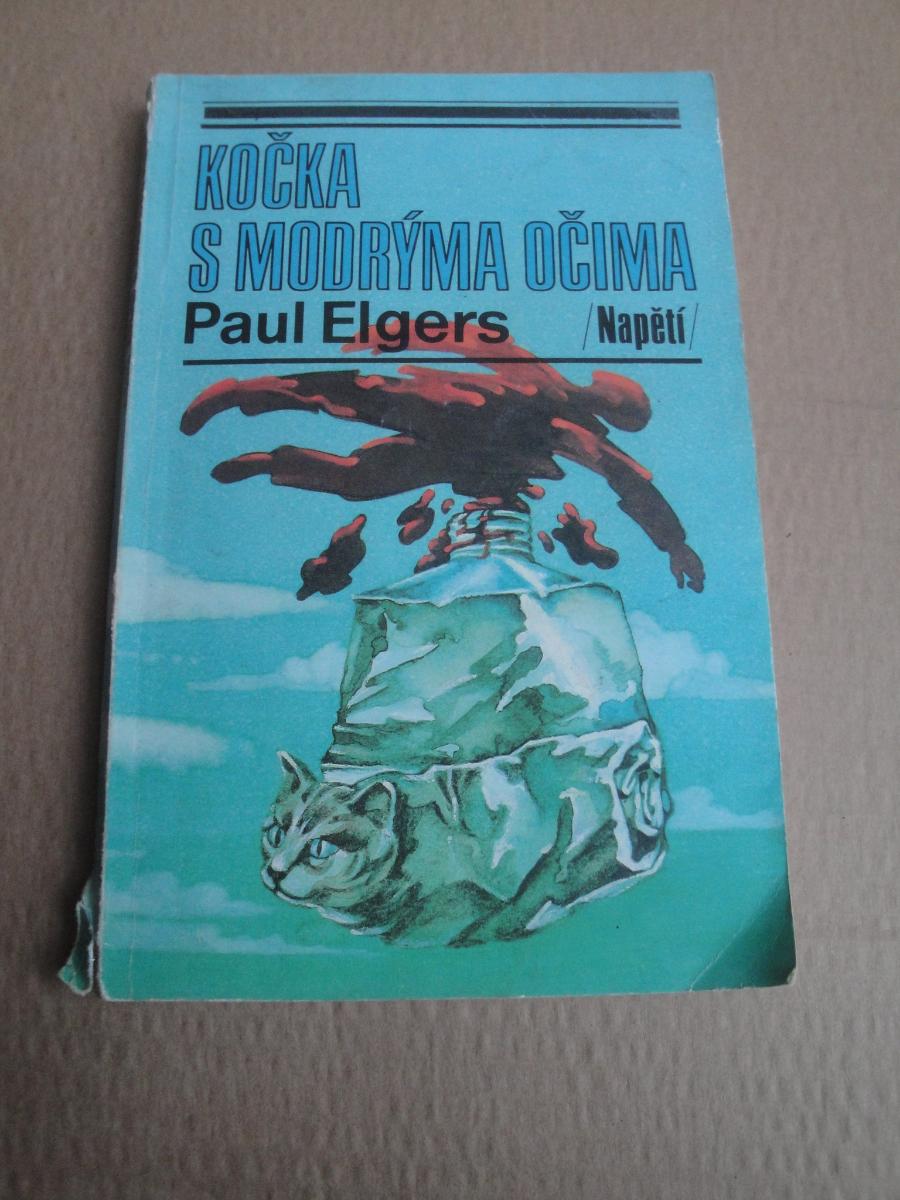 KOČKA
S MODRÝMA OČIMA
Paul Elgers /Napětí/